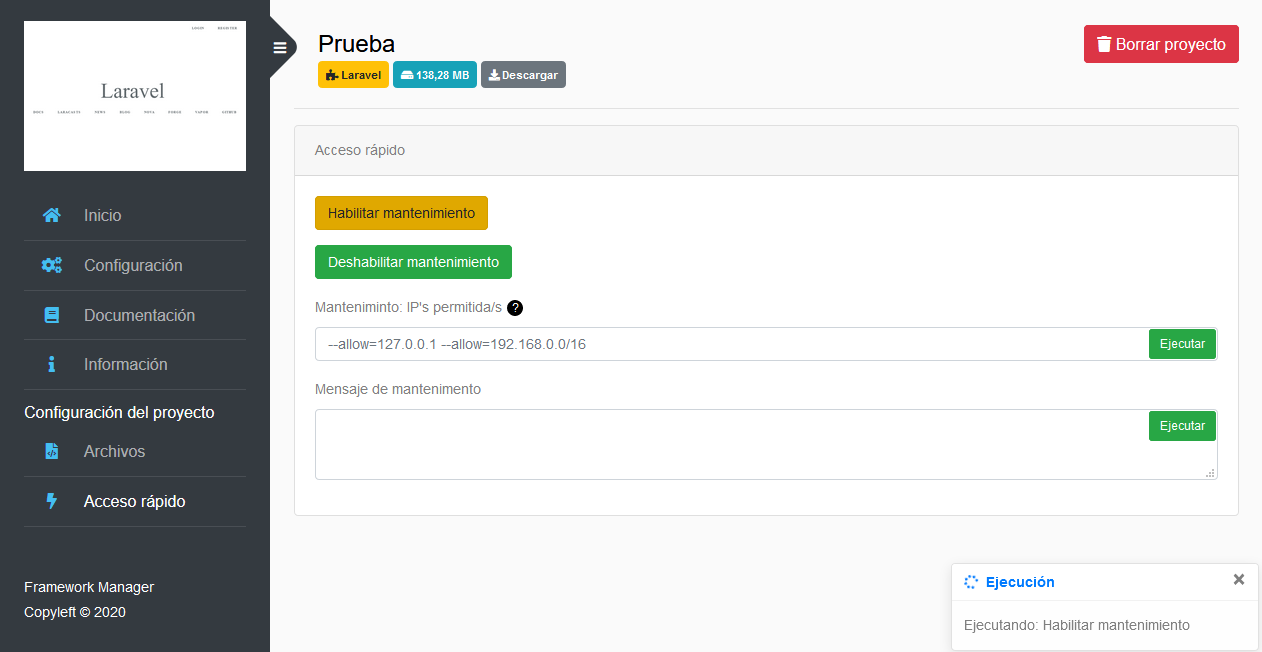 LOGIN REGISTER
Laravel
DOCS LARACASTS NEWS BLOG NOVA FORGE VAPOR GITHUB
Inicio
Configuración
Documentación
Información
Configuración del proyecto
Archivos
Acceso rápido
Framework Manager
Copyleft © 2020
Prueba
Laravel 138,28 MB Descargar
Borrar proyecto
Acceso rápido
Habilitar mantenimiento
Deshabilitar mantenimiento
Manteniminto: IP's permitida/s ?
--allow=127.0.0.1 --allow=192.168.0.0/16 Ejecutar
Mensaje de mantenimento
Ejecutar
Ejecución ×
Ejecutando: Habilitar mantenimiento